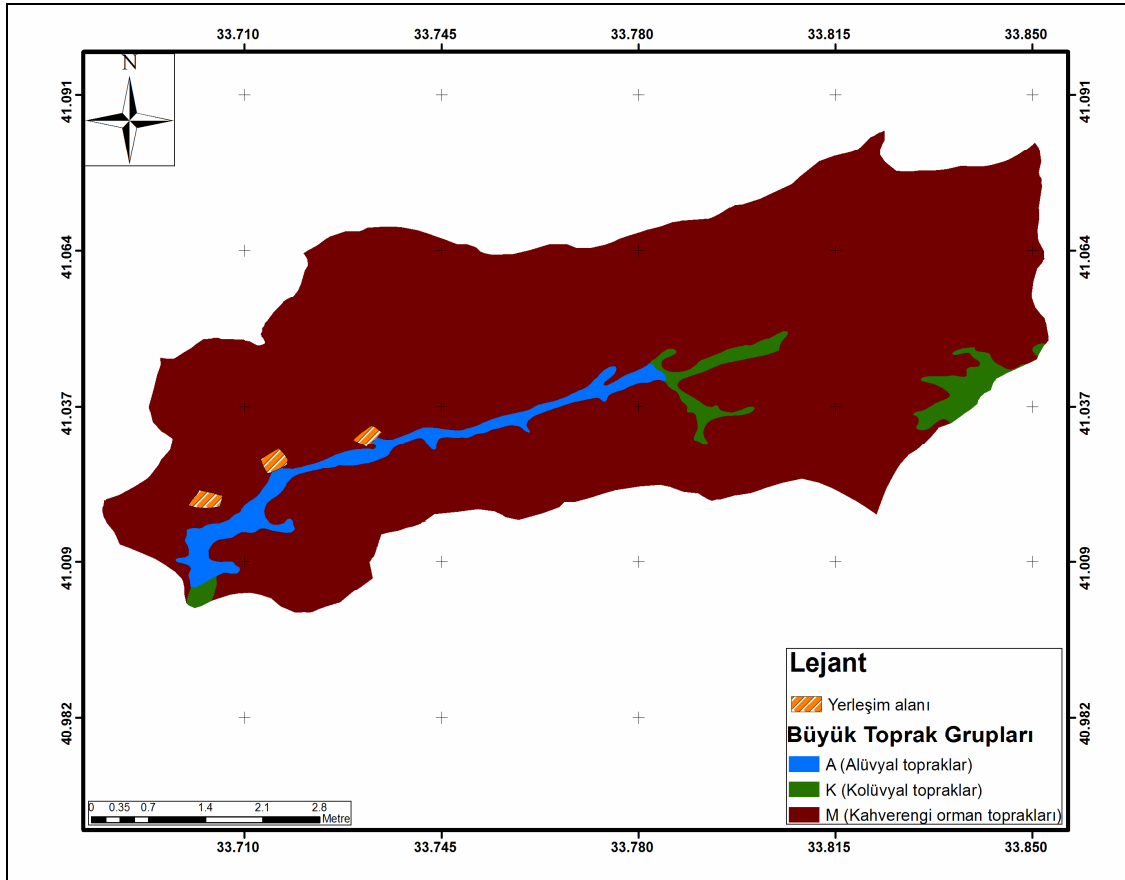 33.710 33.745 33.780 33.815 33.850
N
41.091 41.091
41.064 41.064
41.037 41.037
41.009 41.009
40.982 40.982
Lejant
Yerleşim alanı
Büyük Toprak Grupları
A (Alüvyal topraklar)
K (Kolüvyal topraklar)
M (Kahverengi orman toprakları)
0 0.35 0.7 1.4 2.1 2.8
Metre
33.710 33.745 33.780 33.815 33.850